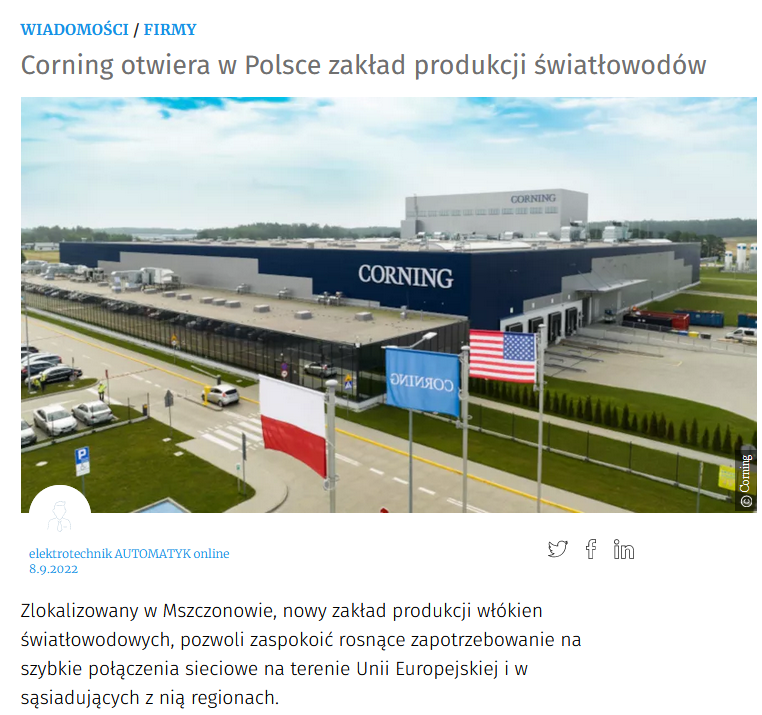 WIADOMOŚCI / FIRMY
Corning otwiera w Polsce zakład produkcji światłowodów
CORNING
CORNING
CORNING
P
© Corning
elektrotechnik AUTOMATYK online
8.9.2022
Zlokalizowany w Mszczonowie, nowy zakład produkcji włókien
światłowodowych, pozwoli zaspokoić rosnące zapotrzebowanie na
szybkie połączenia sieciowe na terenie Unii Europejskiej i w
sąsiadujących z nią regionach.